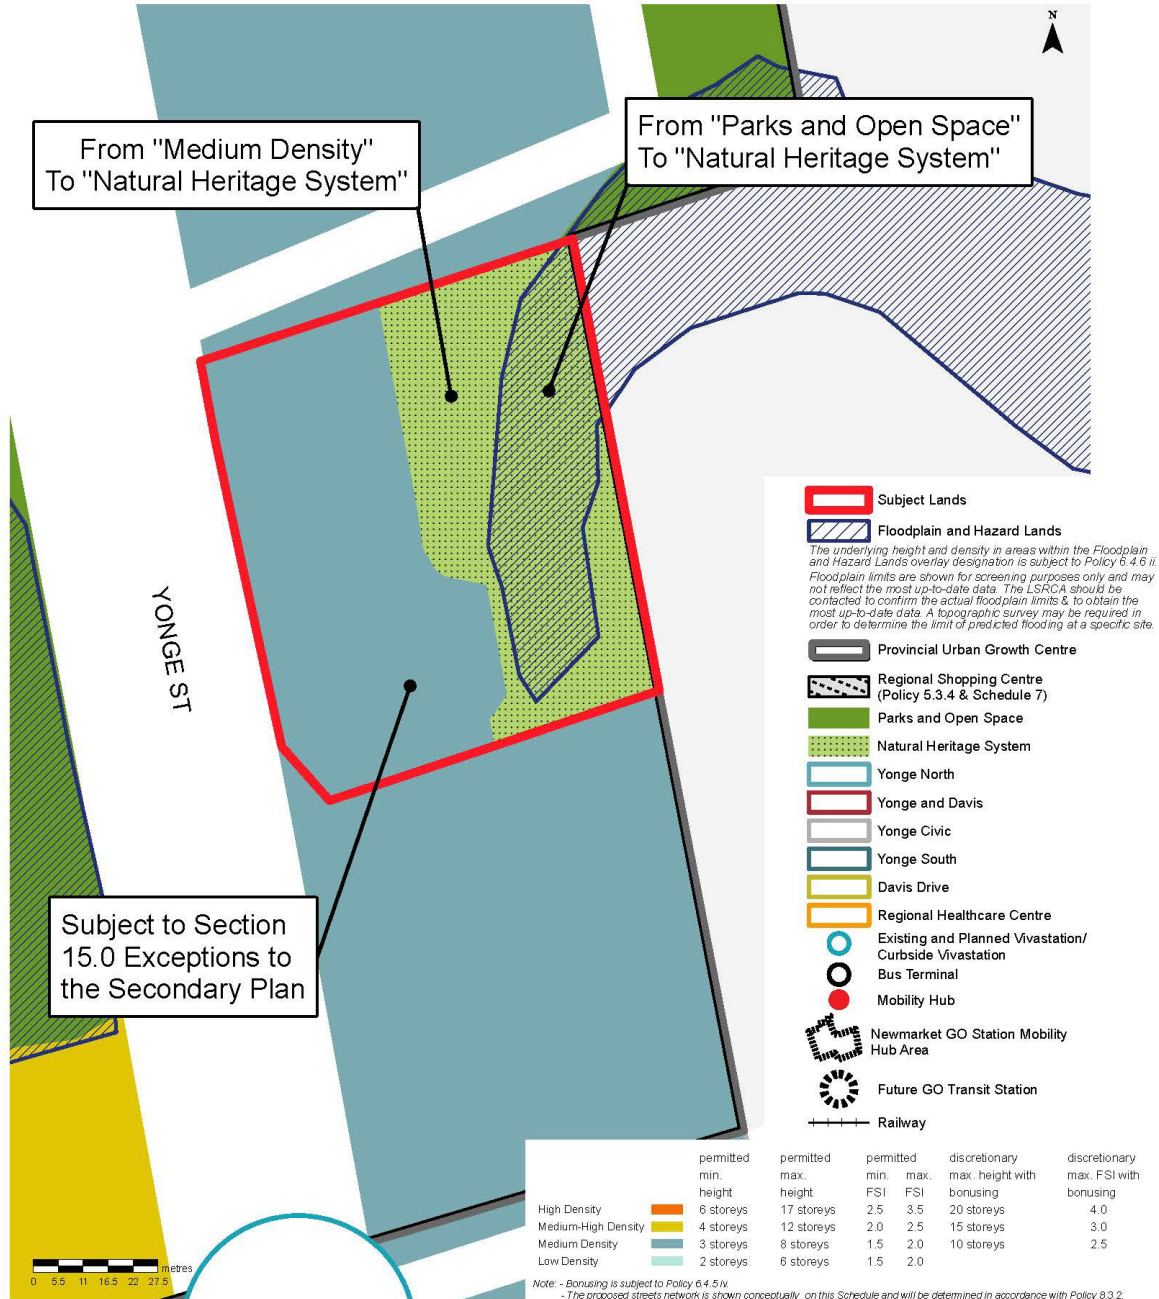 N
From "Medium Density"
To "Natural Heritage System"
From "Parks and Open Space"
To "Natural Heritage System"
YONGE ST
Subject to Section
15.0 Exceptions to
the Secondary Plan
Subject Lands
Floodplain and Hazard Lands
The underlying height and density in areas within the Floodplain
and Hazard Lands overlay designation is subject to Policy 6.4.6 ii.
Floodplain limits are shown for screening purposes only and may
not reflect the most up-to-date data. The LSRCA should be
contacted to confirm the actual floodplain limits & to obtain the
most up-to-date data. A topographic survey may be required in
order to determine the limit of predicted flooding at a specific site.
Provincial Urban Growth Centre
Regional Shopping Centre
(Policy 5.3.4 & Schedule 7)
Parks and Open Space
Natural Heritage System
Yonge North
Yonge and Davis
Yonge Civic
Yonge South
Davis Drive
Regional Healthcare Centre
Existing and Planned Vivastation/
Curbside Vivastation
Bus Terminal
Mobility Hub
Newmarket GO Station Mobility
Hub Area
Future GO Transit Station
Railway
permitted permitted permitted discretionary discretionary
min. max. min. max. max. height with max. FSI with
height height FSI FSI bonusing bonusing
High Density 6 storeys 17 storeys 2.5 3.5 20 storeys 4.0
Medium-High Density 4 storeys 12 storeys 2.0 2.5 15 storeys 3.0
Medium Density 3 storeys 8 storeys 1.5 2.0 10 storeys 2.5
Low Density 2 storeys 6 storeys 1.5 2.0
Note: - Bonusing is subject to Policy 6.4.5 iv.
- The proposed streets network is shown conceptually on this Schedule and will be determined in accordance with Policy 8.3.2.
metres
0 5.5 11 16.5 22 27.5